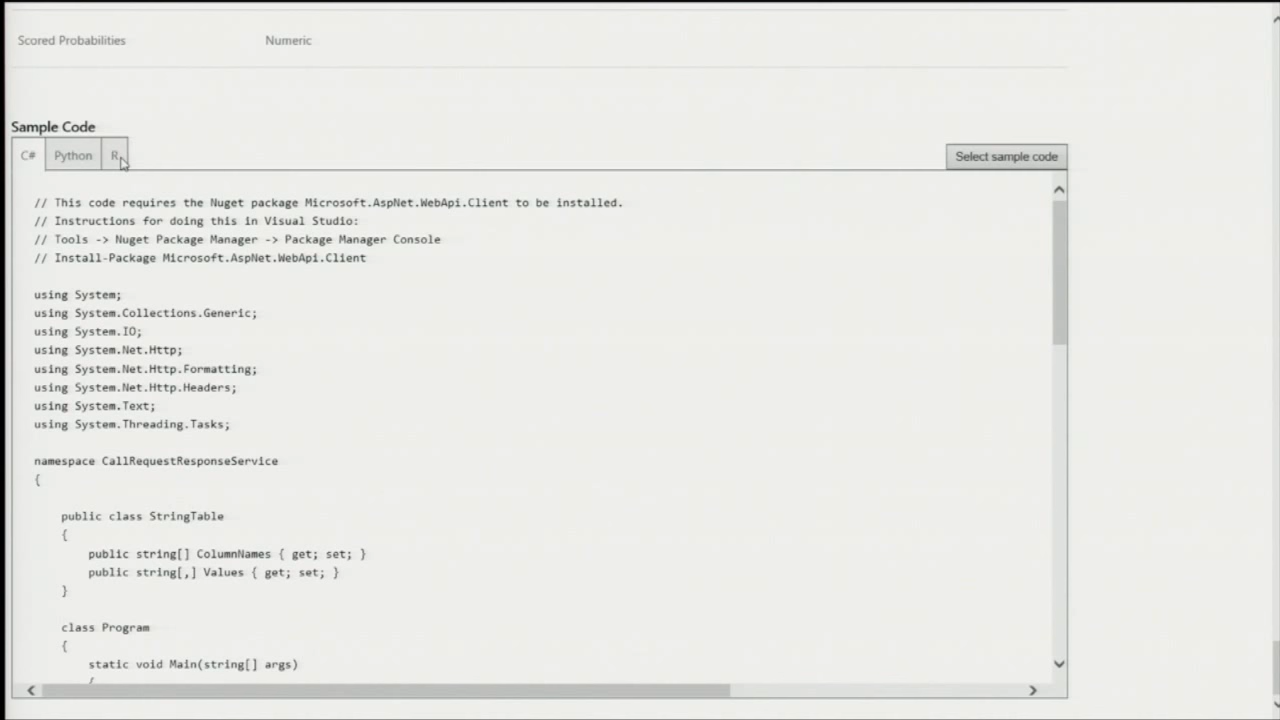 Scored Probabilities Numeric
Sample Code
C# Python R
Select sample code
// This code requires the Nuget package Microsoft.AspNet.WebApi.Client to be installed.
// Instructions for doing this in Visual Studio:
// Tools -> Nuget Package Manager -> Package Manager Console
// Install-Package Microsoft.AspNet.WebApi.Client
using System;
using System.Collections.Generic;
using System.IO;
using System.Net.Http;
using System.Net.Http.Formatting;
using System.Net.Http.Headers;
using System.Text;
using System.Threading.Tasks;
namespace CallRequestResponseService
{
public class StringTable
{
public string[] ColumnNames { get; set; }
public string[,] Values { get; set; }
}
class Program
{
static void Main(string[] args)
{